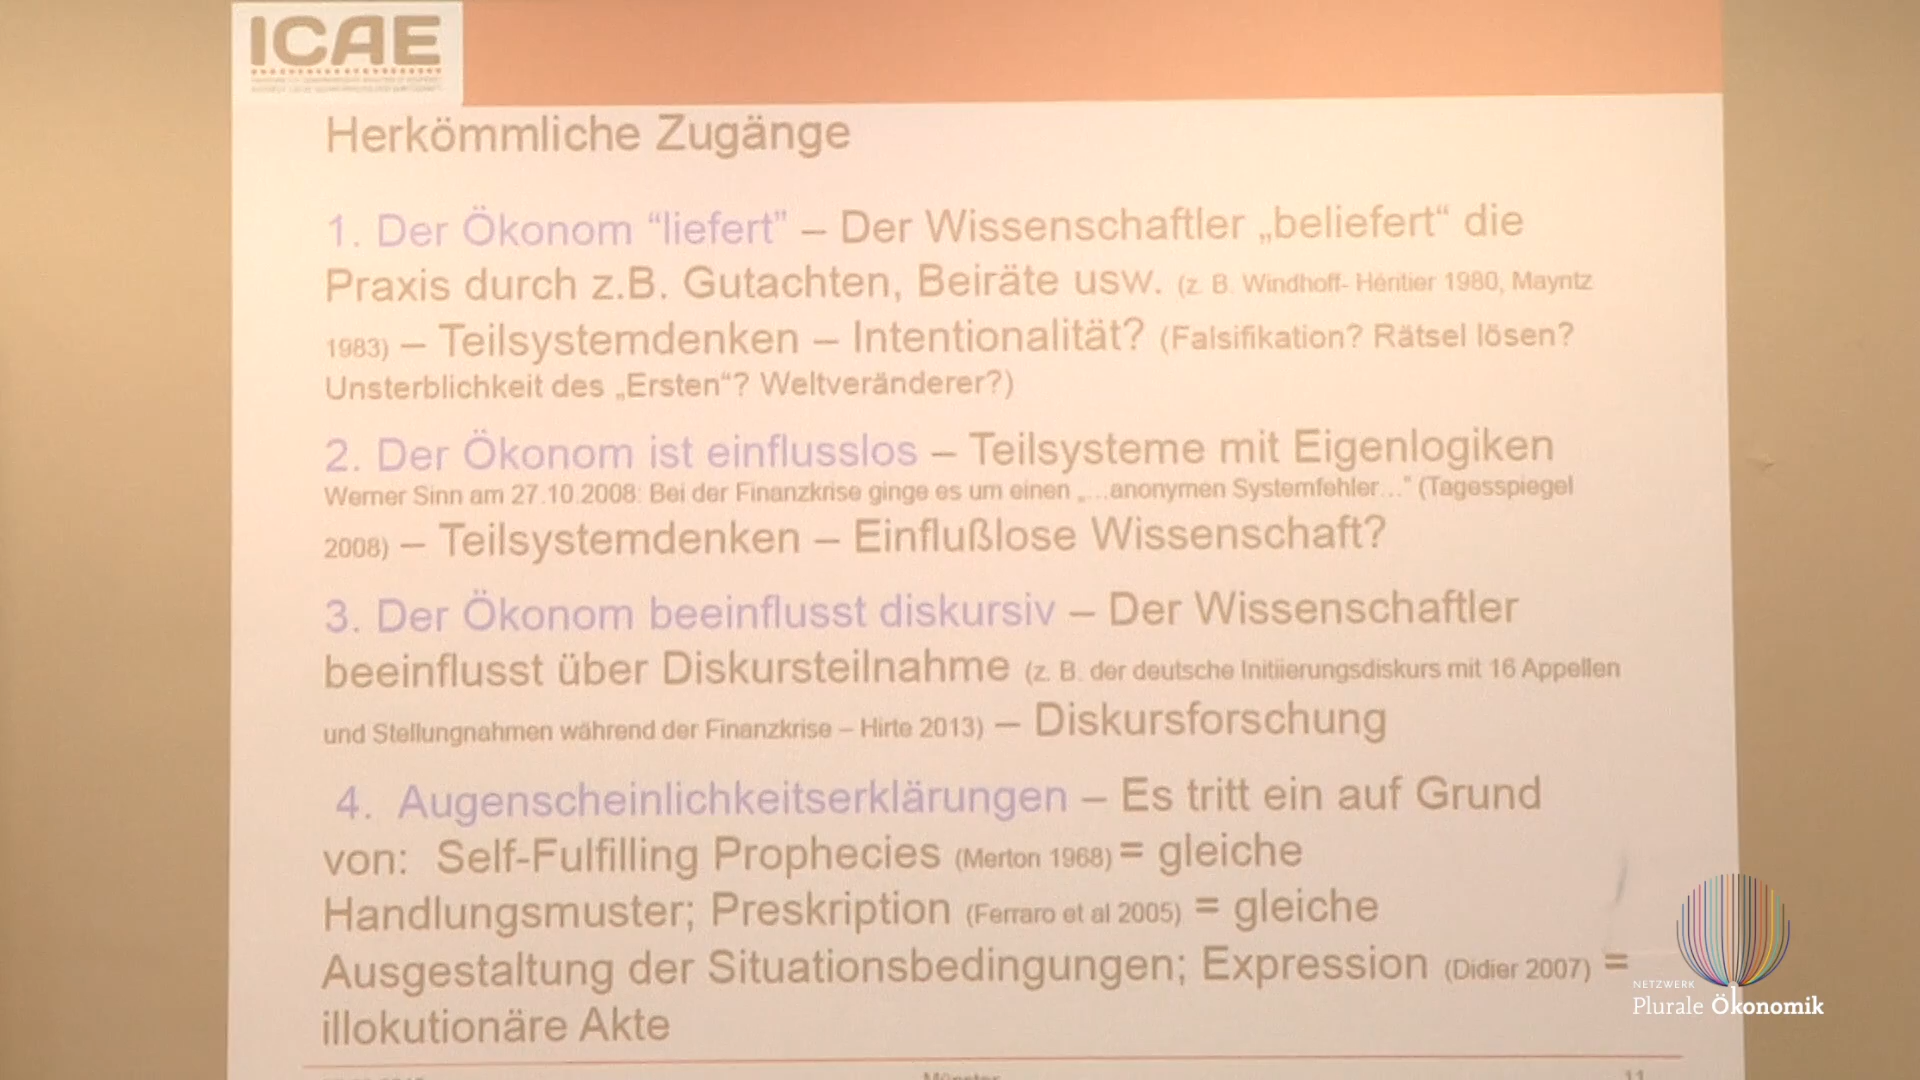 ICAE
Herkömmliche Zugänge
1. Der Ökonom “liefert” – Der Wissenschaftler „beliefert“ die
Praxis durch z.B. Gutachten, Beiräte usw. (z. B. Windhoff- Héritier 1980, Mayntz
1983) – Teilsystemdenken – Intentionalität? (Falsifikation? Rätsel lösen?
Unsterblichkeit des „Ersten“? Weltveränderer?)
2. Der Ökonom ist einflusslos – Teilsysteme mit Eigenlogiken
Werner Sinn am 27.10.2008: Bei der Finanzkrise ginge es um einen „...anonymen Systemfehler...“ (Tagesspiegel
2008) – Teilsystemdenken – Einflußlose Wissenschaft?
3. Der Ökonom beeinflusst diskursiv – Der Wissenschaftler
beeinflusst über Diskursteilnahme (z. B. der deutsche Initiierungsdiskurs mit 16 Appellen
und Stellungnahmen während der Finanzkrise – Hirte 2013) – Diskursforschung
4. Augenscheinlichkeitserklärungen – Es tritt ein auf Grund
von: Self-Fulfilling Prophecies (Merton 1968) = gleiche
Handlungsmuster; Preskription (Ferraro et al 2005) = gleiche
Ausgestaltung der Situationsbedingungen; Expression (Didier 2007) =
illokutionäre Akte
Münster
11
NETZWERK
Plurale Ökonomik